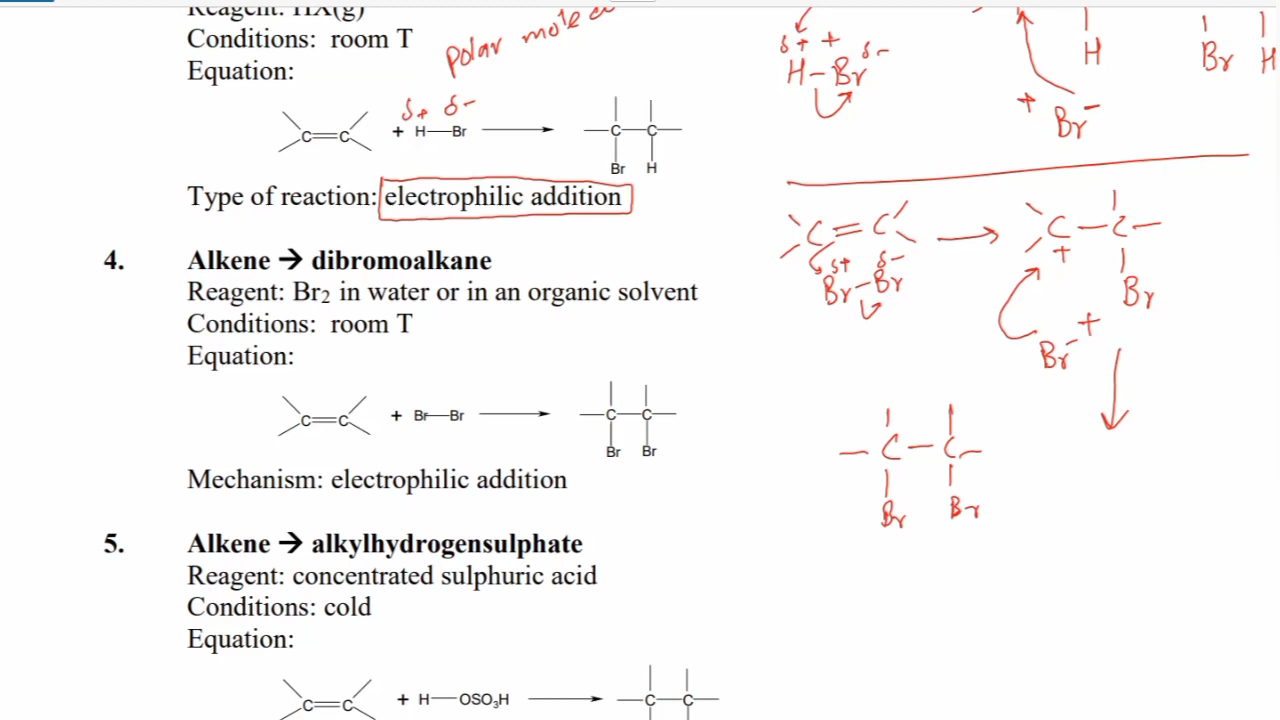 Reagent: HX(g)
Conditions: room T
Equation:
polar molec
δ+ δ-
C=C + H—Br
C C
Br H
Type of reaction: electrophilic addition
δ+ + δ-
H-Br
H
Br H
+ Br-
4. Alkene → dibromoalkane
Reagent: Br2 in water or in an organic solvent
Conditions: room T
Equation:
C=C + Br—Br
C C
Br Br
Mechanism: electrophilic addition
C=C → C-C
δ+ δ- +
Br-Br Br
Br- +
C-C
Br Br
5. Alkene → alkylhydrogensulphate
Reagent: concentrated sulphuric acid
Conditions: cold
Equation:
C=C + H—OSO3H
C C